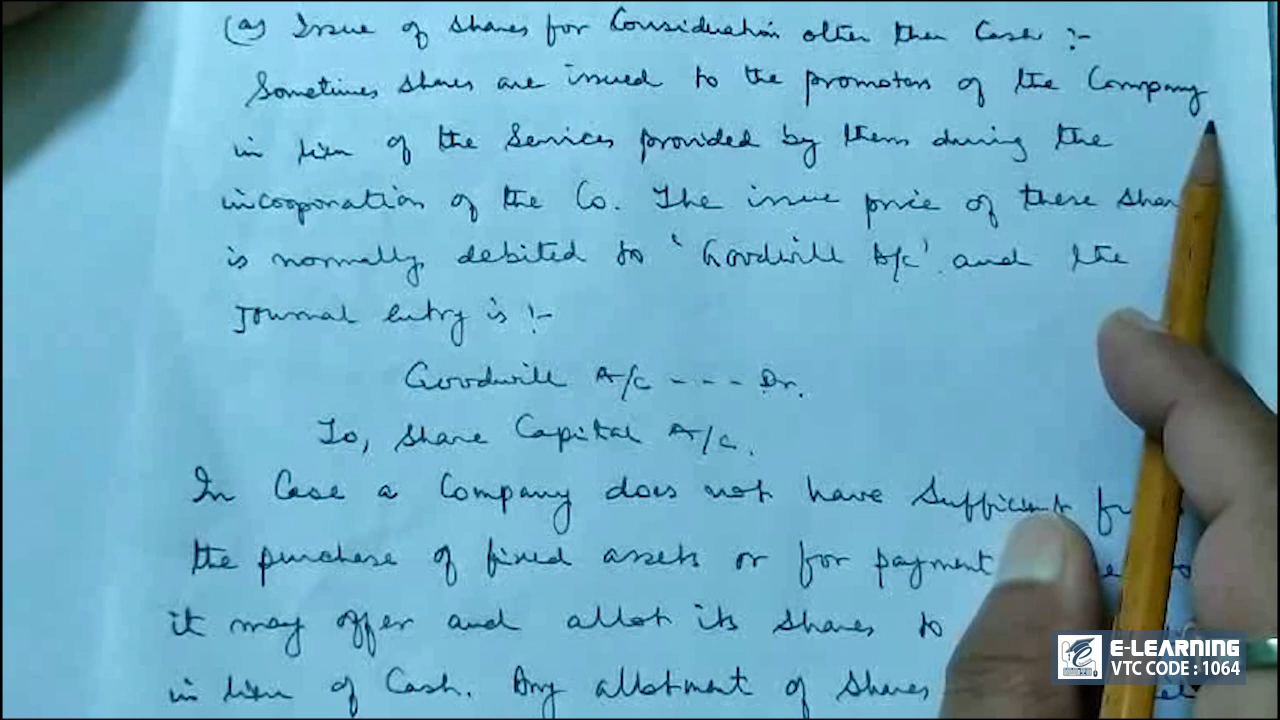 (a) Issue of shares for Consideration other then Cash :-
Sometimes shares are issued to the promoters of the Company
in lieu of the Services provided by them during the
incooporation of the Co. The issue price of these Shar
is normally debited to 'Goodwill A/c' and the
Journal entry is :-
Goodwill A/c --- Dr.
To, Share Capital A/c.
In Case a Company does not have Sufficient
the purchase of fixed assets or for payment
it may offer and allot its shares to
in lieu of Cash. Any allotment of Shares
E-LEARNING
VTC CODE : 1064